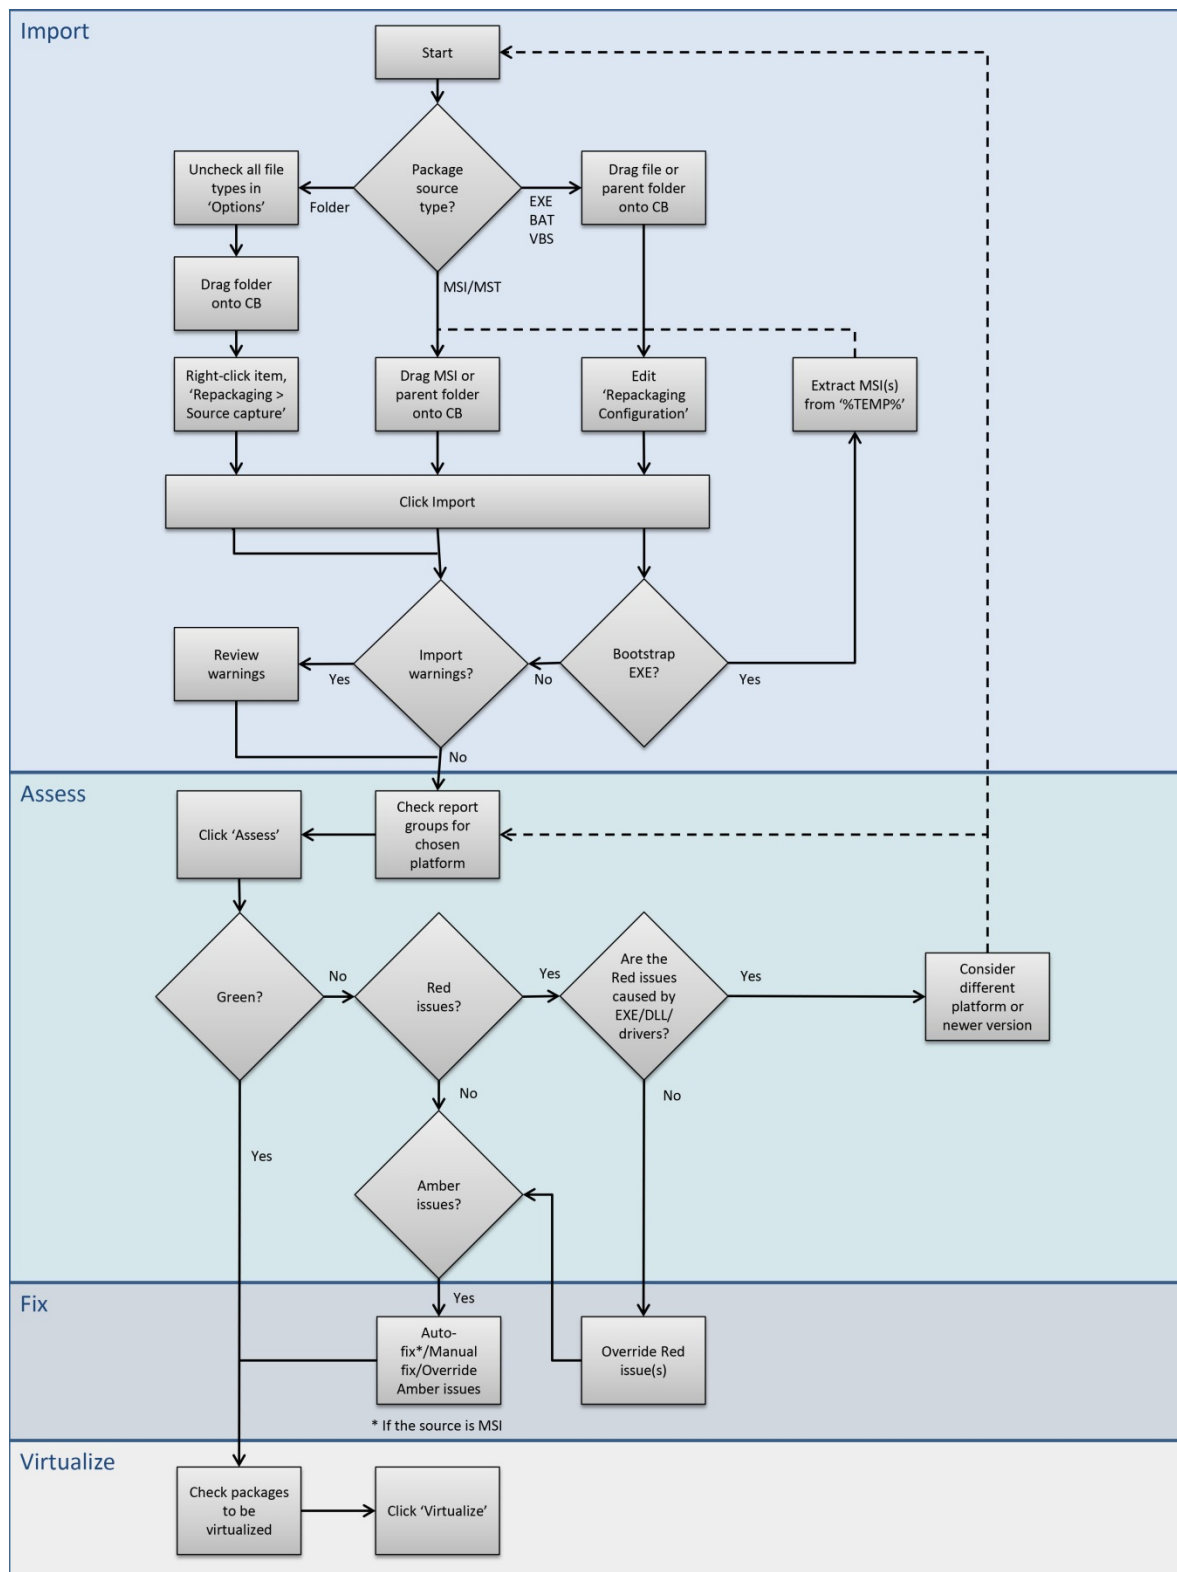 Import
Start
Uncheck all file
types in
‘Options’
Package
source
type?
Drag file or
parent folder
onto CB
Folder
EXE
BAT
VBS
Drag folder
onto CB
MSI/MST
Right-click item,
‘Repackaging >
Source capture’
Drag MSI or
parent folder
onto CB
Edit
‘Repackaging
Configuration’
Extract MSI(s)
from ‘%TEMP%’
Click Import
Review
warnings
Yes
Import
warnings?
No
Bootstrap
EXE?
Yes
No
Assess
Click ‘Assess’
Check report
groups for
chosen
platform
Green?
No
Red
issues?
Yes
Are the
Red issues
caused by
EXE/DLL/
drivers?
Yes
Consider
different
platform or
newer version
No
No
Yes
Amber
issues?
Fix
Yes
Auto-
fix*/Manual
fix/Override
Amber issues
Override Red
issue(s)
* If the source is MSI
Virtualize
Check packages
to be
virtualized
Click ‘Virtualize’